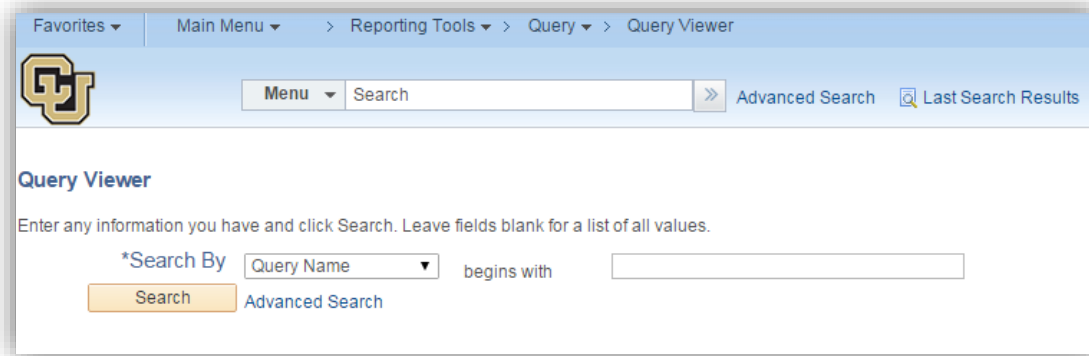 Favorites Main Menu > Reporting Tools > Query > Query Viewer
CU
Menu Search » Advanced Search Last Search Results
Query Viewer
Enter any information you have and click Search. Leave fields blank for a list of all values.
*Search By Query Name begins with
Search Advanced Search